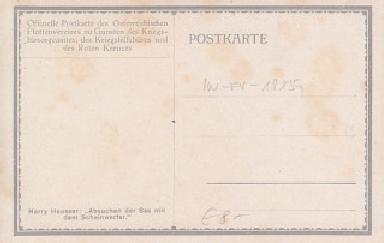 Offizielle Postkarte des Österreichischen
Flottenvereines zu Gunsten des Kriegs-
fürsorgeamtes, des Kriegshilfsbüros und
des Roten Kreuzes
POSTKARTE
Harry Heusser: „Absuchen der See mit
dem Scheinwerfer."